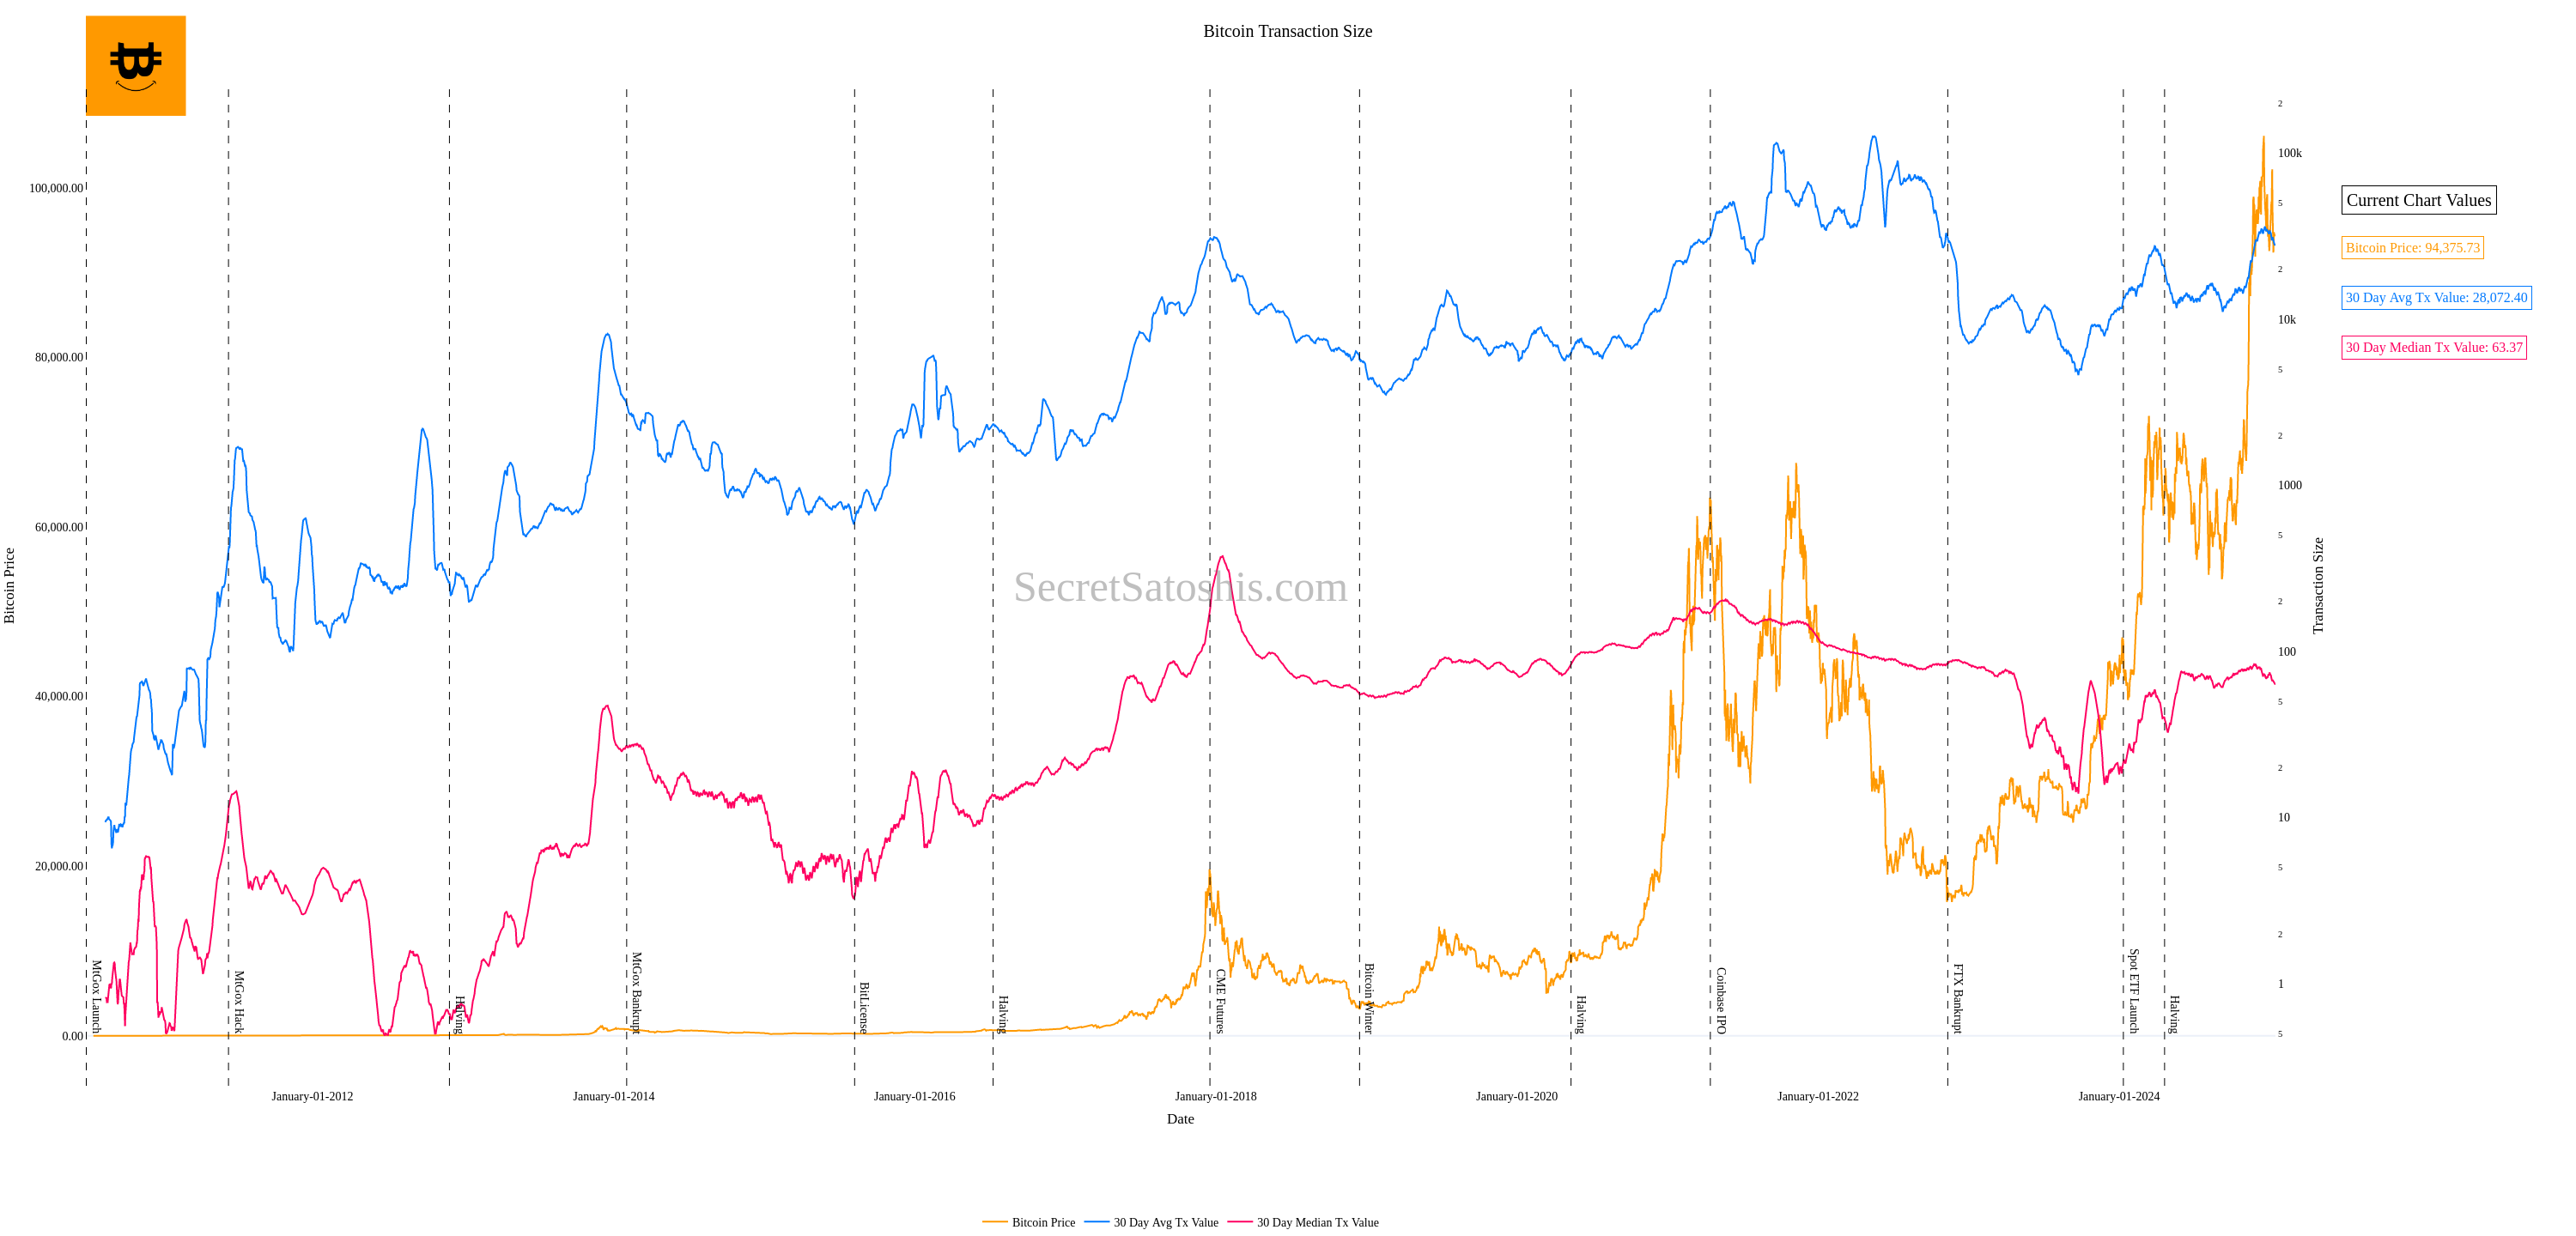 Bitcoin Transaction Size
Bitcoin Price
100,000.00
80,000.00
60,000.00
40,000.00
20,000.00
0.00
2
100k
5
2
10k
5
2
1000
5
2
100
5
2
10
5
2
1
5
Transaction Size
MtGox Launch
MtGox Hack
Halving
MtGox Bankrupt
BitLicense
Halving
CME Futures
Bitcoin Winter
Halving
Coinbase IPO
FTX Bankrupt
Spot ETF Launch
Halving
SecretSatoshis.com
January-01-2012
January-01-2014
January-01-2016
January-01-2018
January-01-2020
January-01-2022
January-01-2024
Date
Current Chart Values
Bitcoin Price: 94,375.73
30 Day Avg Tx Value: 28,072.40
30 Day Median Tx Value: 63.37
Bitcoin Price
30 Day Avg Tx Value
30 Day Median Tx Value